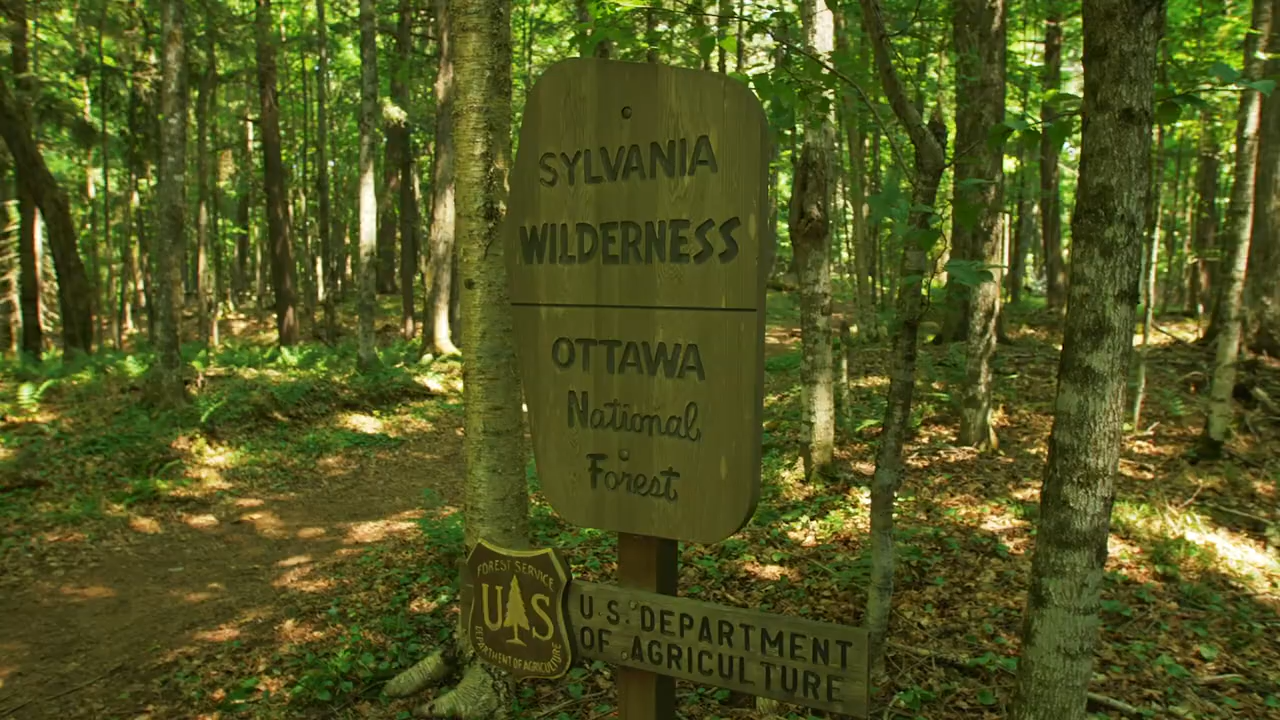 SYLVANIA
WILDERNESS
OTTAWA
National
Forest
FOREST SERVICE
US
DEPARTMENT OF AGRICULTURE
U.S. DEPARTMENT
OF AGRICULTURE